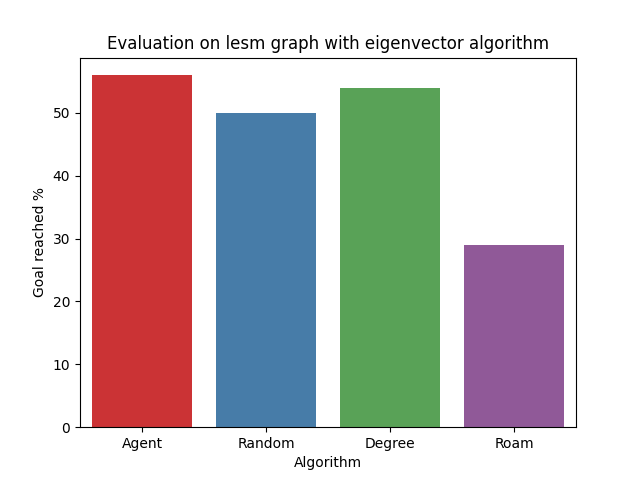 Evaluation on lesm graph with eigenvector algorithm
Goal reached %
50
40
30
20
10
0
Agent Random Degree Roam
Algorithm